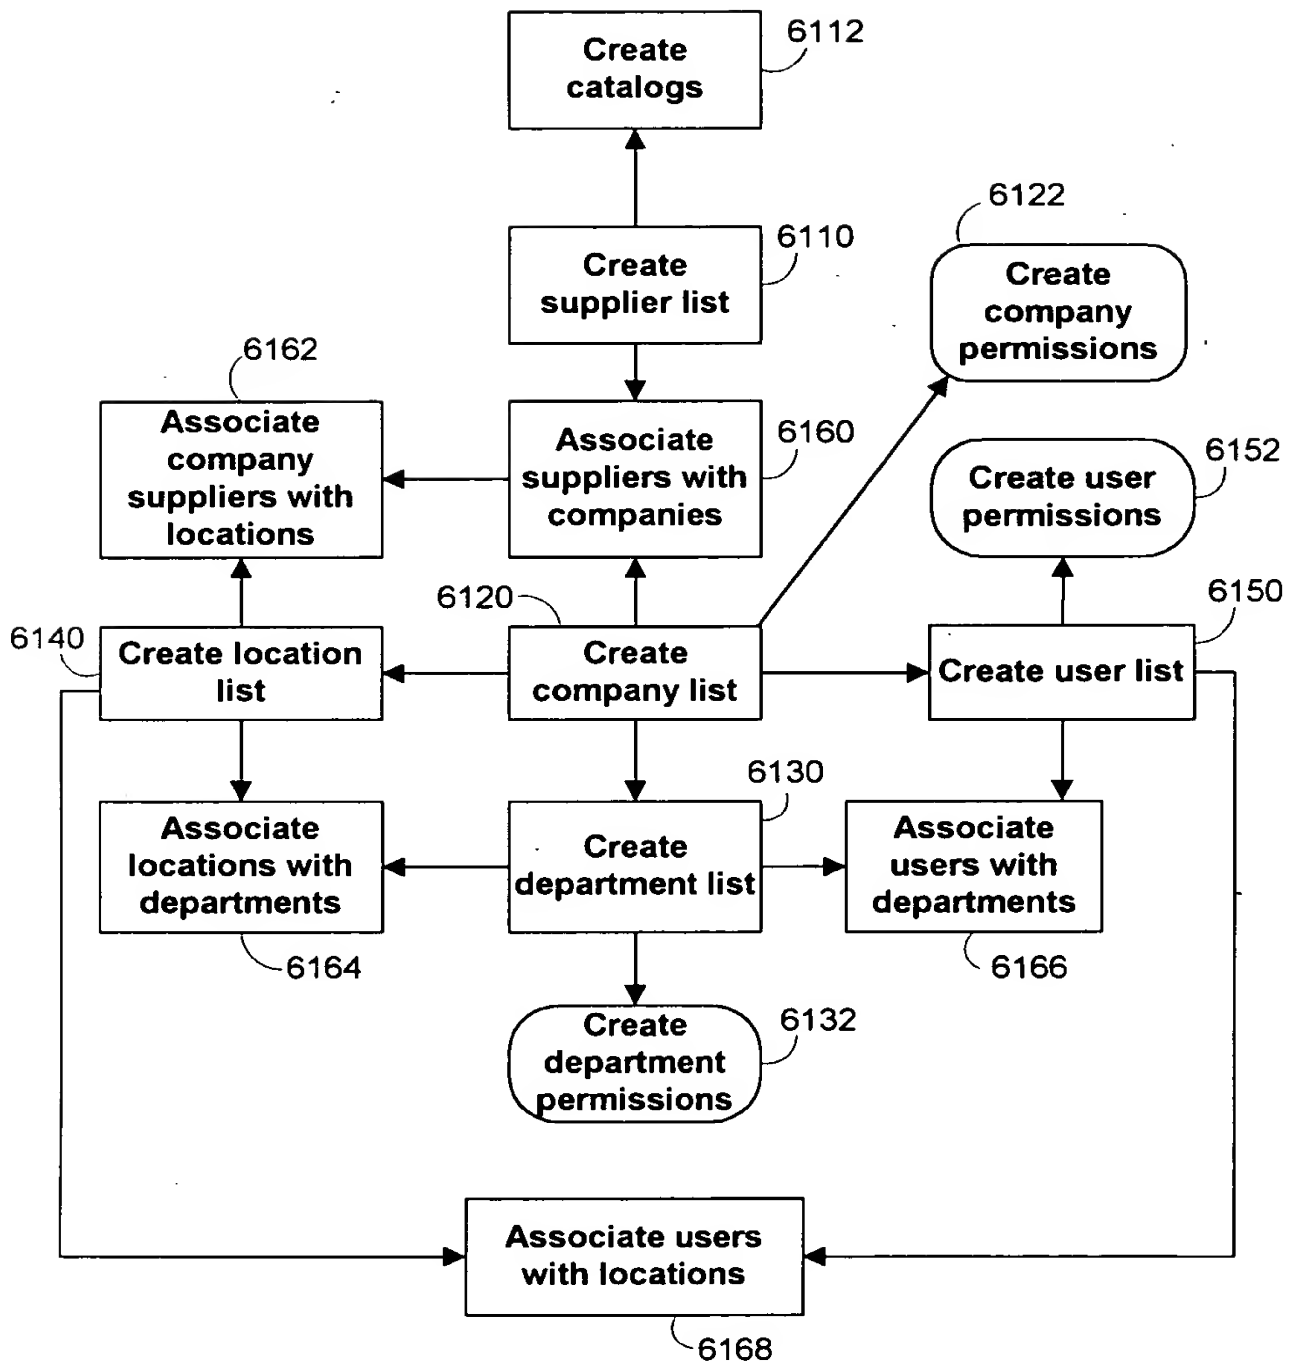 Create
catalogs
6112
6122
Create
supplier list
6110
Create
company
permissions
6162
Associate
company
suppliers with
locations
Associate
suppliers with
companies
6160
Create user
permissions
6152
6120
6150
6140
Create location
list
Create
company list
Create user list
6130
Associate
locations with
departments
Create
department list
Associate
users with
departments
6164
6166
Create
department
permissions
6132
Associate users
with locations
6168